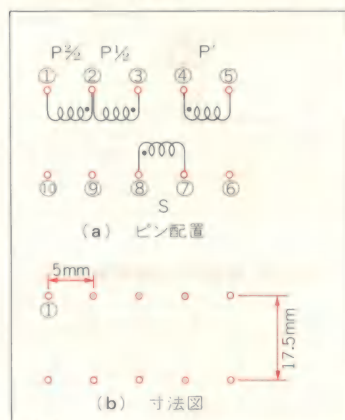 P2/2 P1/2 P'
① ② ③ ④ ⑤
⑩ ⑨ ⑧ ⑦ ⑥
S
(a) ピン配置
5mm
①
17.5mm
(b) 寸法図